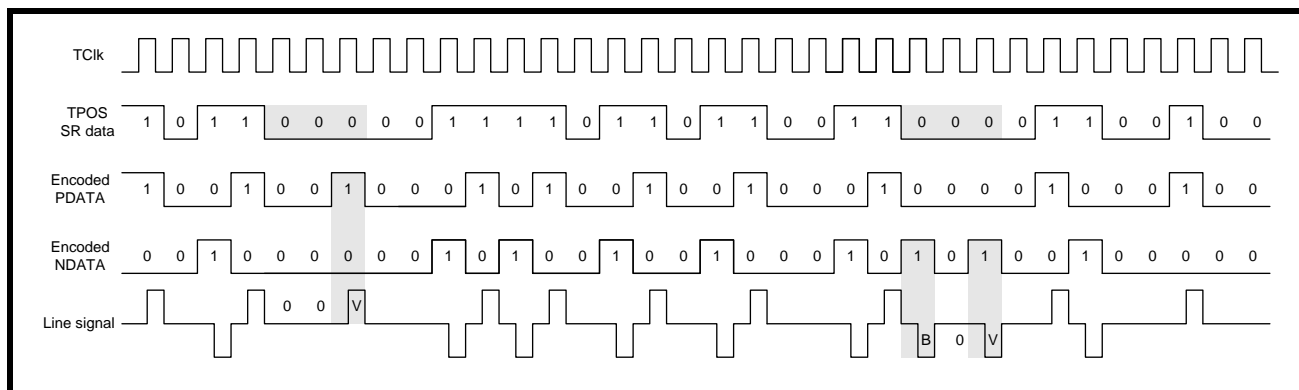 TClk
TPOS
SR data
1 0 1 1 0 0 0 0 0 1 1 1 1 0 1 1 0 1 1 0 0 1 1 0 0 0 0 1 1 0 0 1 0 0
Encoded
PDATA
1 0 0 1 0 0 1 0 0 0 1 0 1 0 0 1 0 0 1 0 0 0 1 0 0 0 0 1 0 0 0 1 0 0
Encoded
NDATA
0 0 1 0 0 0 0 0 0 1 0 1 0 0 1 0 0 1 0 0 0 1 0 1 0 1 0 0 1 0 0 0 0 0
Line signal
0 0 V
B 0 V